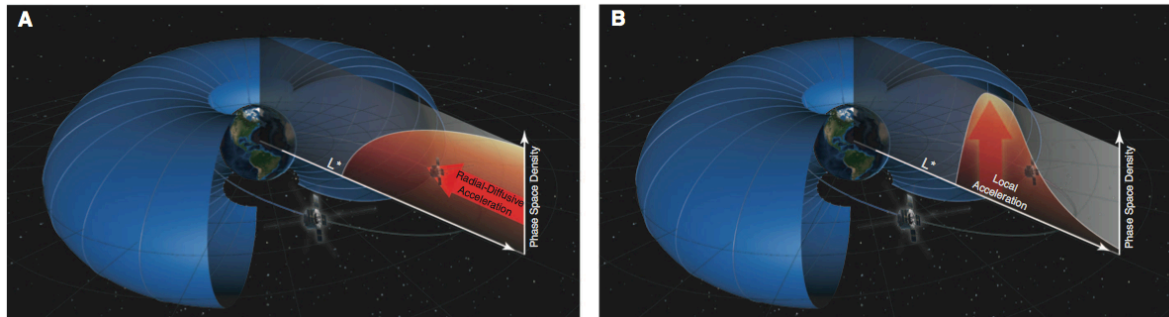 A
L*
Radial-Diffusive
Acceleration
Phase Space Density
B
L*
Local
Acceleration
Phase Space Density